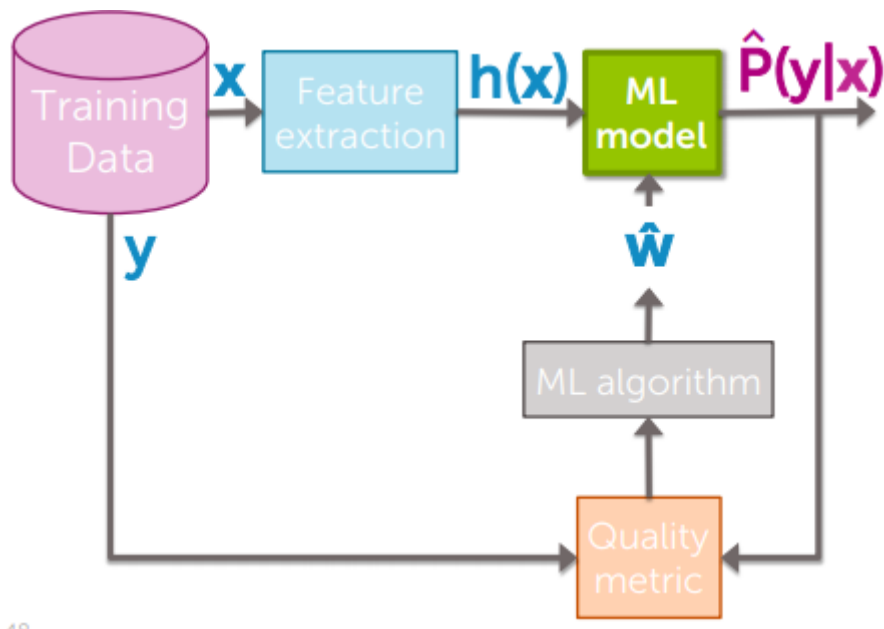 Training
Data
x
Feature
extraction
h(x)
ML
model
P̂(y|x)
y
ŵ
ML algorithm
Quality
metric